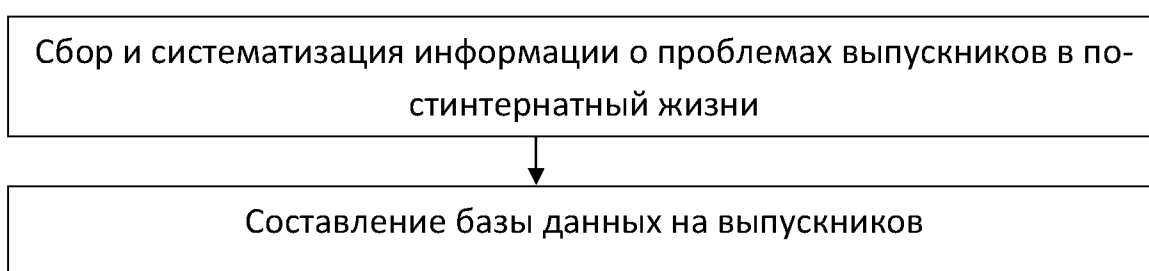 Сбор и систематизация информации о проблемах выпускников в по-
стинтернатный жизни
Составление базы данных на выпускников